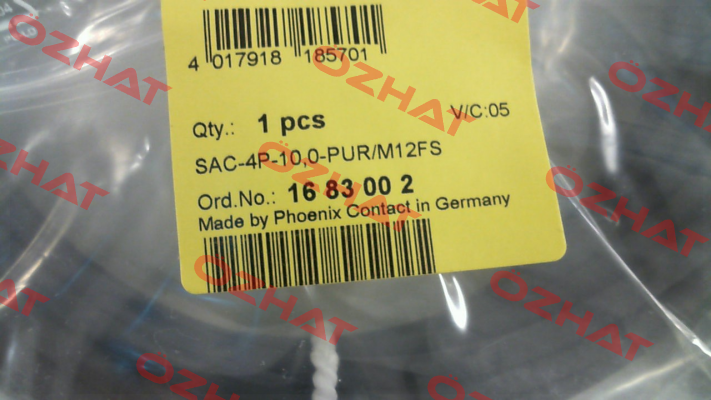 4 017918 185701
Qty.: 1 pcs V/C:05
SAC-4P-10,0-PUR/M12FS
Ord.No.: 16 83 00 2
Made by Phoenix Contact in Germany
OZHAT
OZHAT
OZHAT
OZHAT
OZHAT
OZHAT
OZHAT
OZHAT
OZHAT